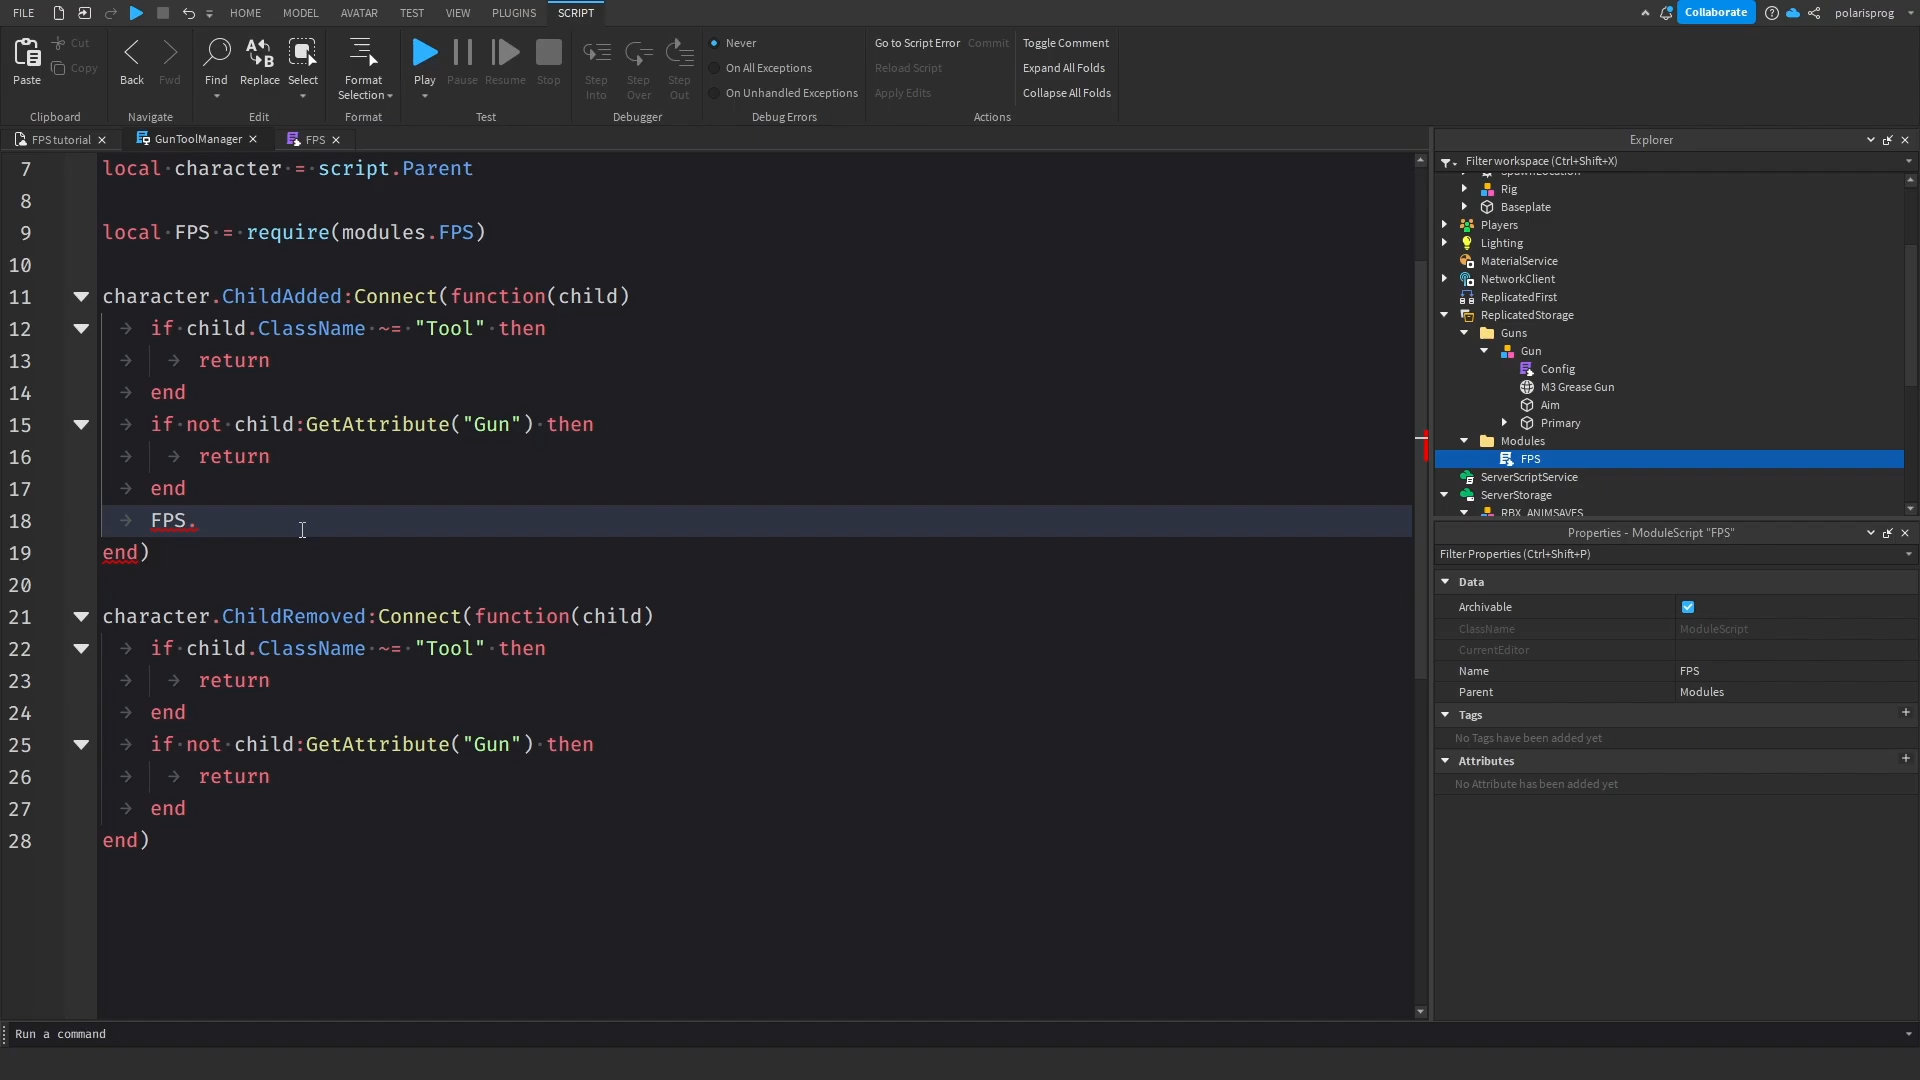 FILE HOME MODEL AVATAR TEST VIEW PLUGINS SCRIPT Collaborate polarisprog
Paste Cut Copy Back Fwd Find Replace Select Format Selection Play Pause Resume Stop Step Into Step Over Step Out
Never Go to Script Error Commit Toggle Comment
On All Exceptions Reload Script Expand All Folds
On Unhandled Exceptions Apply Edits Collapse All Folds
Clipboard Navigate Edit Format Test Debugger Debug Errors Actions
FPS tutorial GunToolManager FPS
7 local character = script.Parent
8
9 local FPS = require(modules.FPS)
10
11 character.ChildAdded:Connect(function(child)
12 if child.ClassName ~= "Tool" then
13 return
14 end
15 if not child:GetAttribute("Gun") then
16 return
17 end
18 FPS.
19 end)
20
21 character.ChildRemoved:Connect(function(child)
22 if child.ClassName ~= "Tool" then
23 return
24 end
25 if not child:GetAttribute("Gun") then
26 return
27 end
28 end)
Explorer
Filter workspace (Ctrl+Shift+X)
SpawnLocation
Rig
Baseplate
Players
Lighting
MaterialService
NetworkClient
ReplicatedFirst
ReplicatedStorage
Guns
Gun
Config
M3 Grease Gun
Aim
Primary
Modules
FPS
ServerScriptService
ServerStorage
RBX_ANIMSAVES
Properties - ModuleScript "FPS"
Filter Properties (Ctrl+Shift+P)
Data
Archivable
ClassName ModuleScript
CurrentEditor
Name FPS
Parent Modules
Tags
No Tags have been added yet
Attributes
No Attribute has been added yet
Run a command